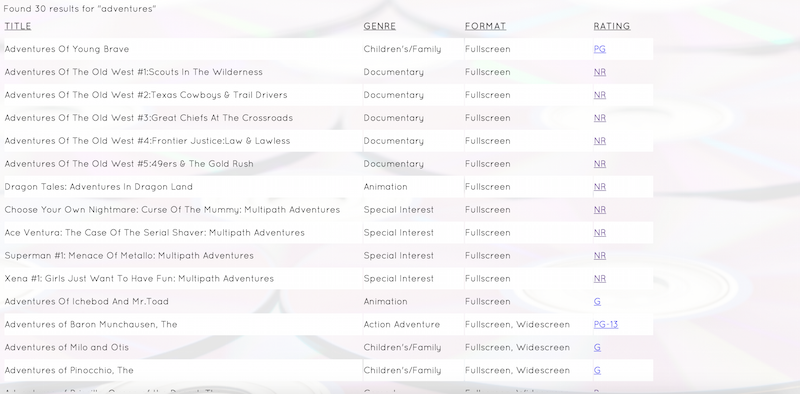 Found 30 results for "adventures"
TITLE GENRE FORMAT RATING
Adventures Of Young Brave Children's/Family Fullscreen PG
Adventures Of The Old West #1:Scouts In The Wilderness Documentary Fullscreen NR
Adventures Of The Old West #2:Texas Cowboys & Trail Drivers Documentary Fullscreen NR
Adventures Of The Old West #3:Great Chiefs At The Crossroads Documentary Fullscreen NR
Adventures Of The Old West #4:Frontier Justice:Law & Lawless Documentary Fullscreen NR
Adventures Of The Old West #5:49ers & The Gold Rush Documentary Fullscreen NR
Dragon Tales: Adventures In Dragon Land Animation Fullscreen NR
Choose Your Own Nightmare: Curse Of The Mummy: Multipath Adventures Special Interest Fullscreen NR
Ace Ventura: The Case Of The Serial Shaver: Multipath Adventures Special Interest Fullscreen NR
Superman #1: Menace Of Metallo: Multipath Adventures Special Interest Fullscreen NR
Xena #1: Girls Just Want To Have Fun: Multipath Adventures Special Interest Fullscreen NR
Adventures Of Ichebod And Mr.Toad Animation Fullscreen G
Adventures of Baron Munchausen, The Action Adventure Fullscreen, Widescreen PG-13
Adventures of Milo and Otis Children's/Family Fullscreen, Widescreen G
Adventures of Pinocchio, The Children's/Family Fullscreen, Widescreen G